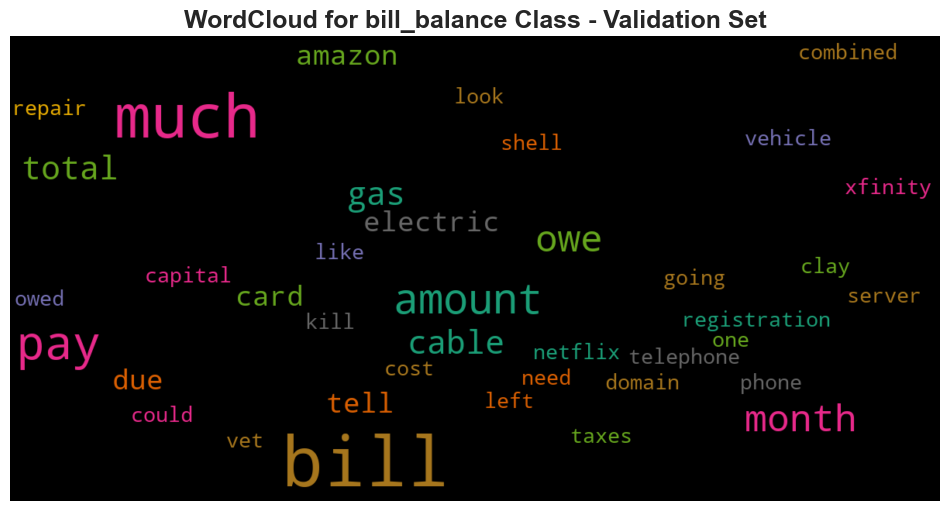 WordCloud for bill_balance Class - Validation Set
amazon
combined
look
repair
much
shell
vehicle
total
xfinity
gas
electric
owe
like
clay
capital
going
card
owed
server
amount
kill
registration
pay
cable
one
netflix
telephone
cost
due
need
domain
phone
tell
left
could
month
taxes
vet
bill